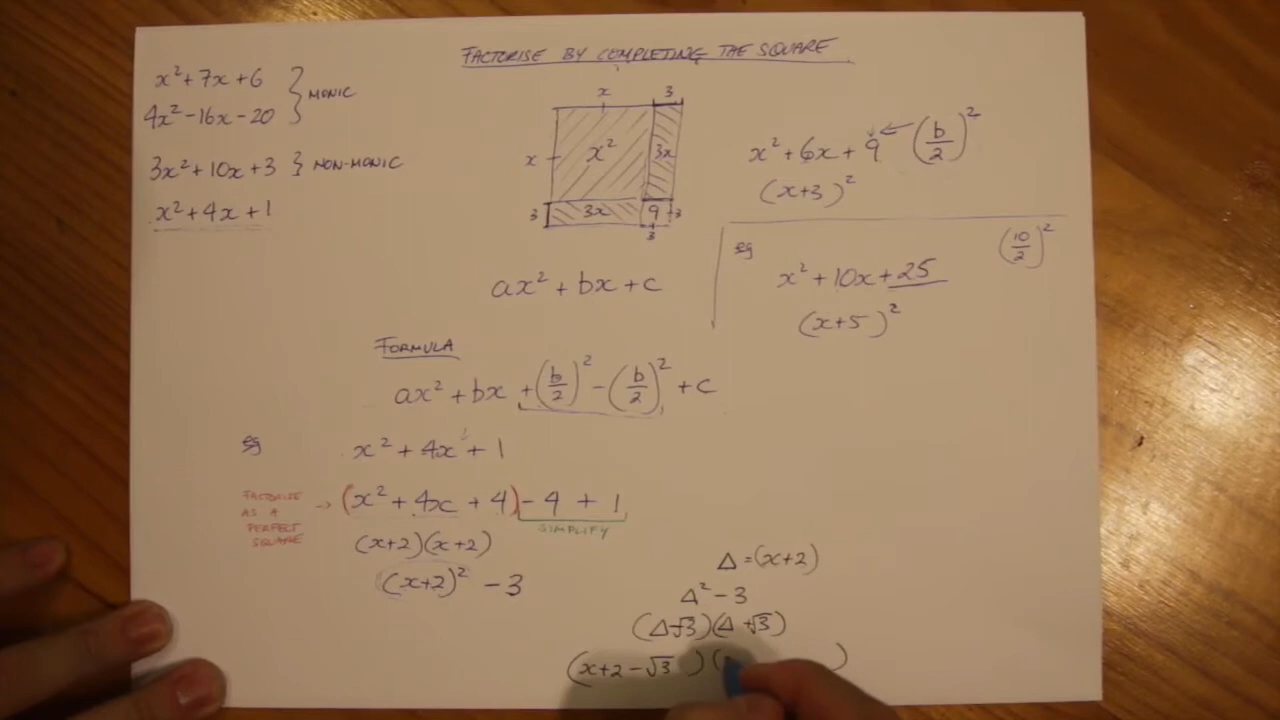 FACTORISE BY COMPLETING THE SQUARE
x² + 7x + 6
4x² - 16x - 20
} MONIC
3x² + 10x + 3 } NON-MONIC
x² + 4x + 1
x 3
x x² 3x
3 3x 9 3
3
ax² + bx + c
x² + 6x + 9 ← (b/2)²
(x+3)²
eg
(10/2)²
x² + 10x + 25
(x+5)²
FORMULA
ax² + bx + (b/2)² - (b/2)² + c
eg x² + 4x + 1
FACTORISE
AS A
PERFECT
SQUARE
→ (x² + 4x + 4) - 4 + 1
SIMPLIFY
(x+2)(x+2)
(x+2)² - 3
Δ = (x+2)
Δ² - 3
(Δ-√3)(Δ+√3)
(x+2-√3)( )